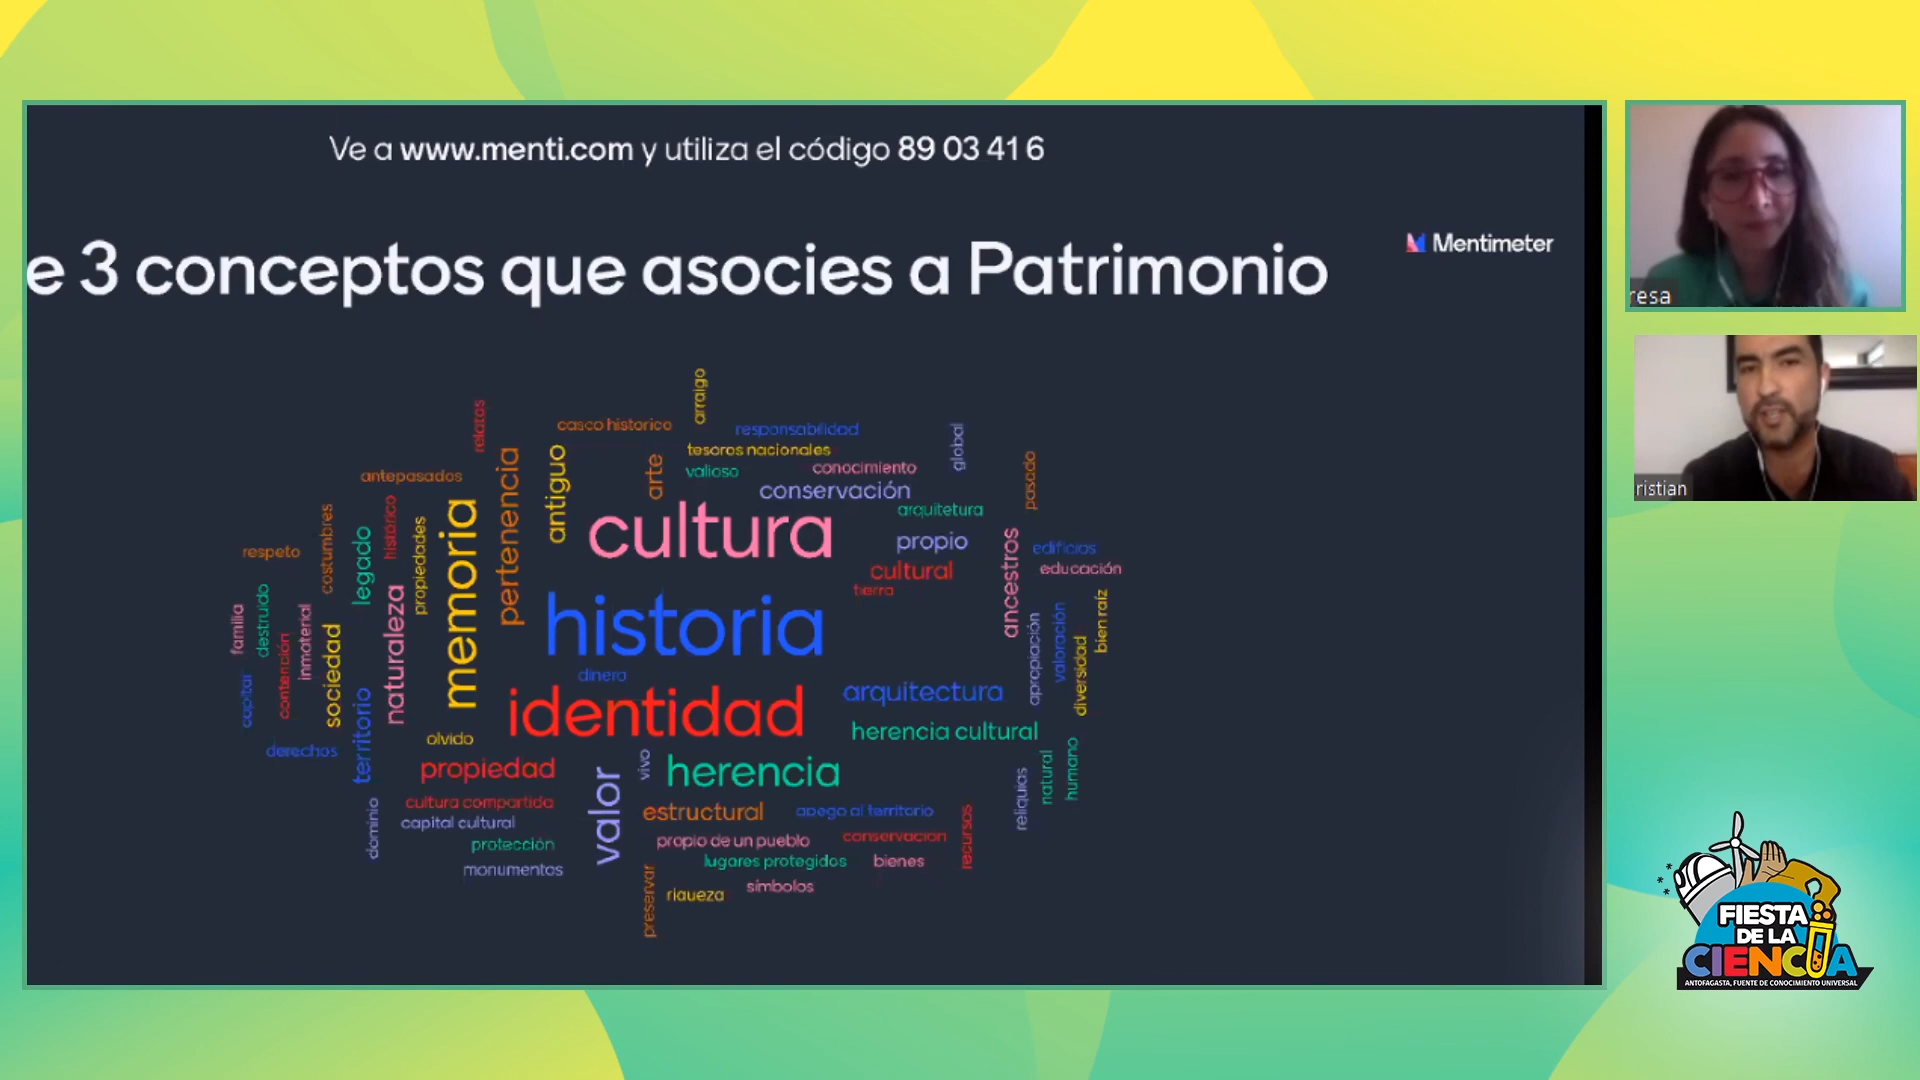 Ve a www.menti.com y utiliza el código 89 03 41 6
e 3 conceptos que asocies a Patrimonio
Mentimeter
resa
ristian
arraigo
relatos
casco historico
responsabilidad
global
tesoros nacionales
arte
valioso
conocimiento
pasado
antepasados
pertenencia
antiguo
conservación
cultura
arquitetura
costumbres
histórico
memoria
propiedades
legado
propio
ancestros
edificios
respeto
cultural
educación
tierra
familia
destruido
inmaterial
contención
naturaleza
historia
apropiación
valoración
bien raíz
sociedad
diversidad
dinero
capitar
territorio
identidad
arquitectura
derechos
olvido
herencia cultural
propiedad
vivo
herencia
natural
humano
valor
reliquias
cultura compartida
estructural
apego al territorio
dominio
capital cultural
propio de un pueblo
conservacion
recursos
protección
lugares protegidos
bienes
monumentos
símbolos
preservar
riqueza
FIESTA
DE LA
CIENCIA
ANTOFAGASTA, FUENTE DE CONOCIMIENTO UNIVERSAL